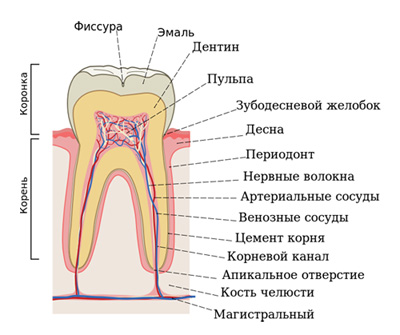 Фиссура
Эмаль
Дентин
Пульпа
Зубодесневой желобок
Десна
Периодонт
Нервные волокна
Артериальные сосуды
Венозные сосуды
Цемент корня
Корневой канал
Апикальное отверстие
Кость челюсти
Магистральный
Коронка
Корень